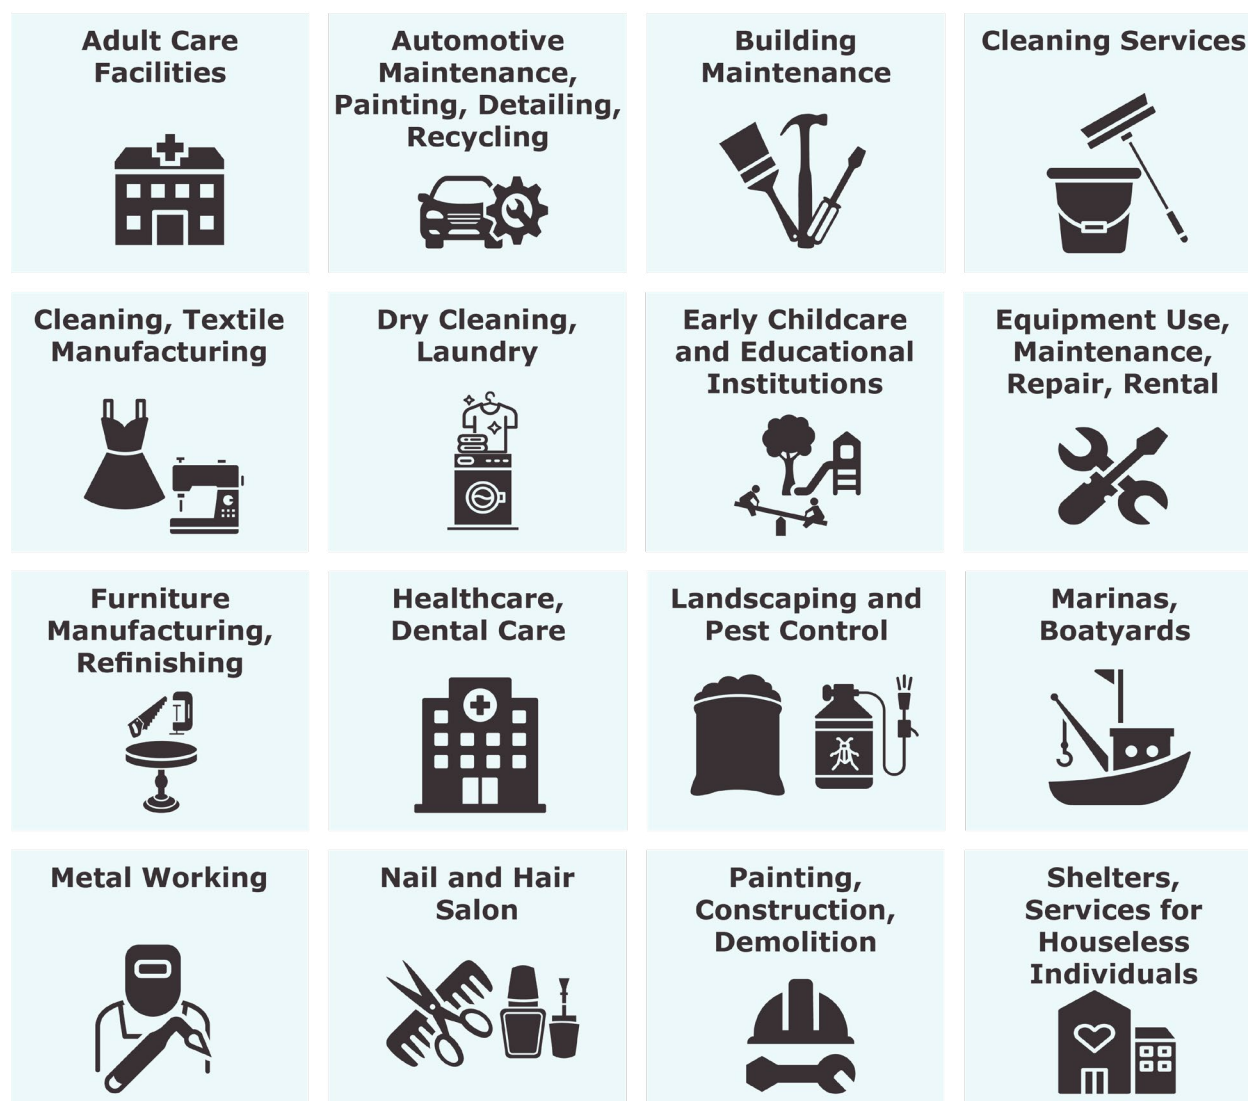 Adult Care
Facilities
Automotive
Maintenance,
Painting, Detailing,
Recycling
Building
Maintenance
Cleaning Services
Cleaning, Textile
Manufacturing
Dry Cleaning,
Laundry
Early Childcare
and Educational
Institutions
Equipment Use,
Maintenance,
Repair, Rental
Furniture
Manufacturing,
Refinishing
Healthcare,
Dental Care
Landscaping and
Pest Control
Marinas,
Boatyards
Metal Working
Nail and Hair
Salon
Painting,
Construction,
Demolition
Shelters,
Services for
Houseless
Individuals